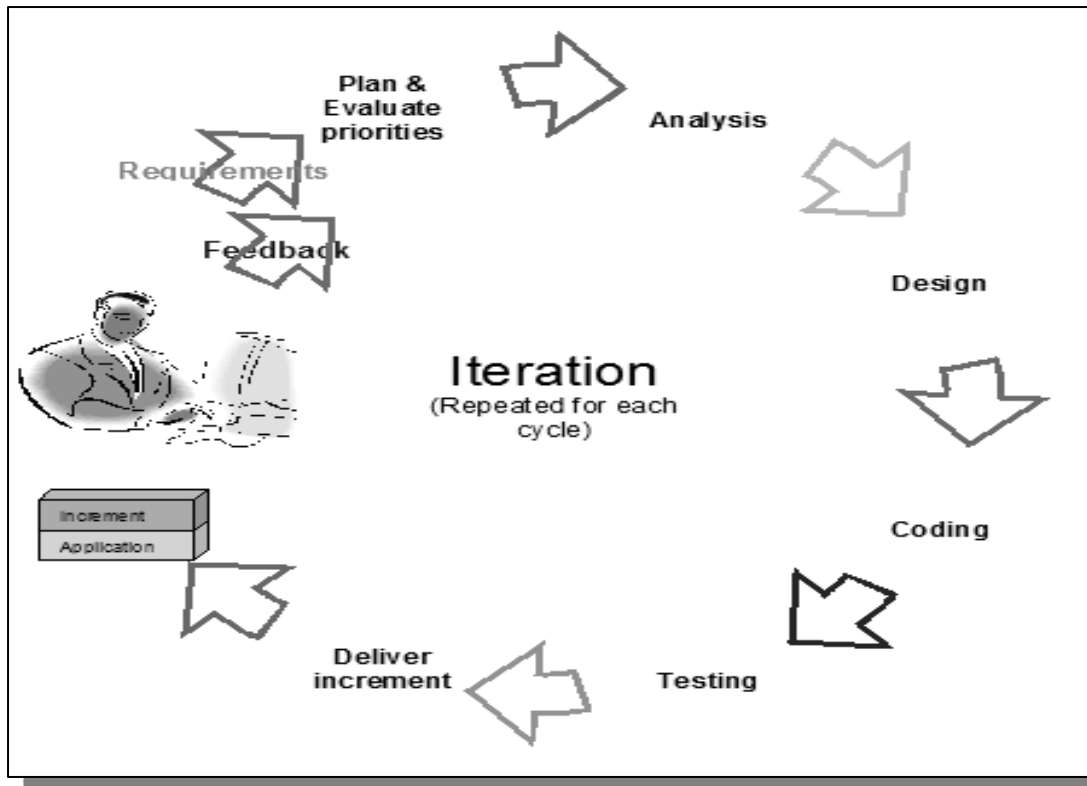 Plan &
Evaluate
priorities
Analysis
Requirements
Feedback
Design
Iteration
(Repeated for each
cycle)
Increment
Application
Coding
Deliver
increment
Testing